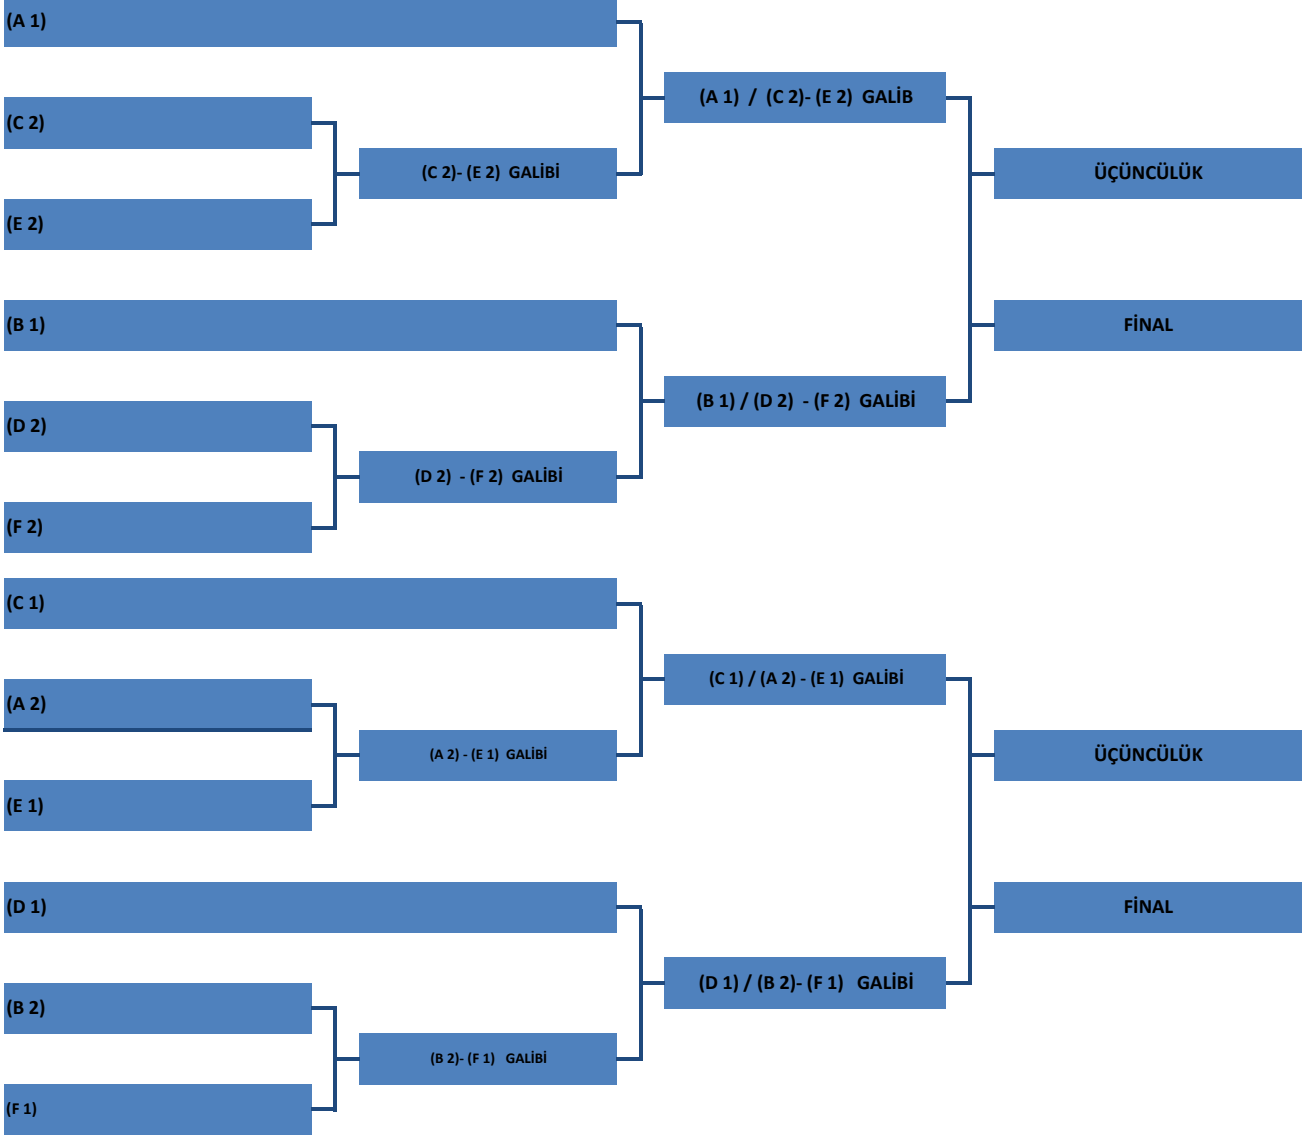 (A 1)
(A 1)  /  (C 2)- (E 2)  GALİB
(C 2)
(C 2)- (E 2)  GALİBİ
ÜÇÜNCÜLÜK
(E 2)
(B 1)
FİNAL
(B 1) / (D 2)  - (F 2)  GALİBİ
(D 2)
(D 2)  - (F 2)  GALİBİ
(F 2)
(C 1)
(C 1) / (A 2) - (E 1)  GALİBİ
(A 2)
(A 2) - (E 1)  GALİBİ
ÜÇÜNCÜLÜK
(E 1)
(D 1)
FİNAL
(D 1) / (B 2)- (F 1)   GALİBİ
(B 2)
(B 2)- (F 1)   GALİBİ
(F 1)